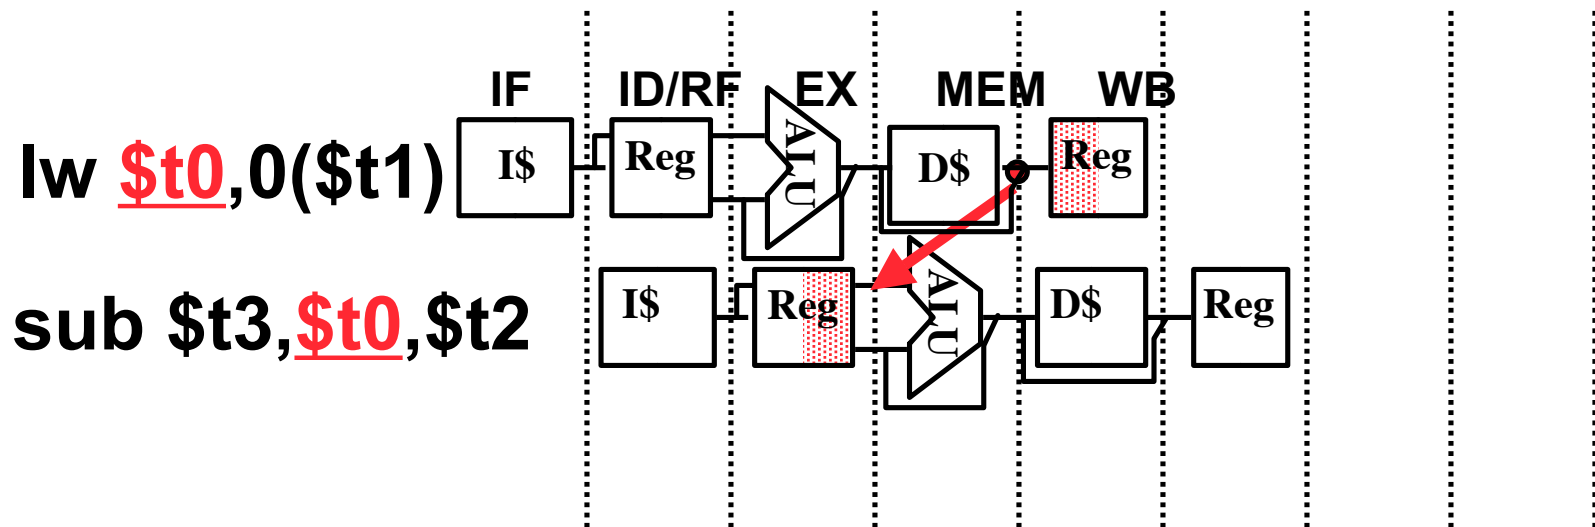 IF ID/RF EX MEM WB
lw $t0,0($t1) I$ Reg ALU D$ Reg
sub $t3,$t0,$t2 I$ Reg ALU D$ Reg